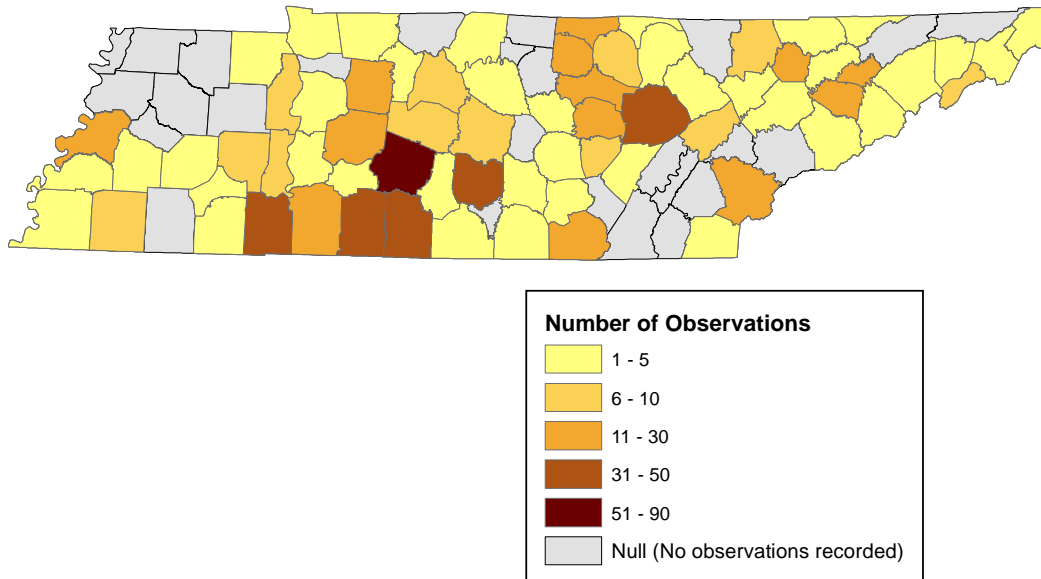 Number of Observations
1 - 5
6 - 10
11 - 30
31 - 50
51 - 90
Null (No observations recorded)